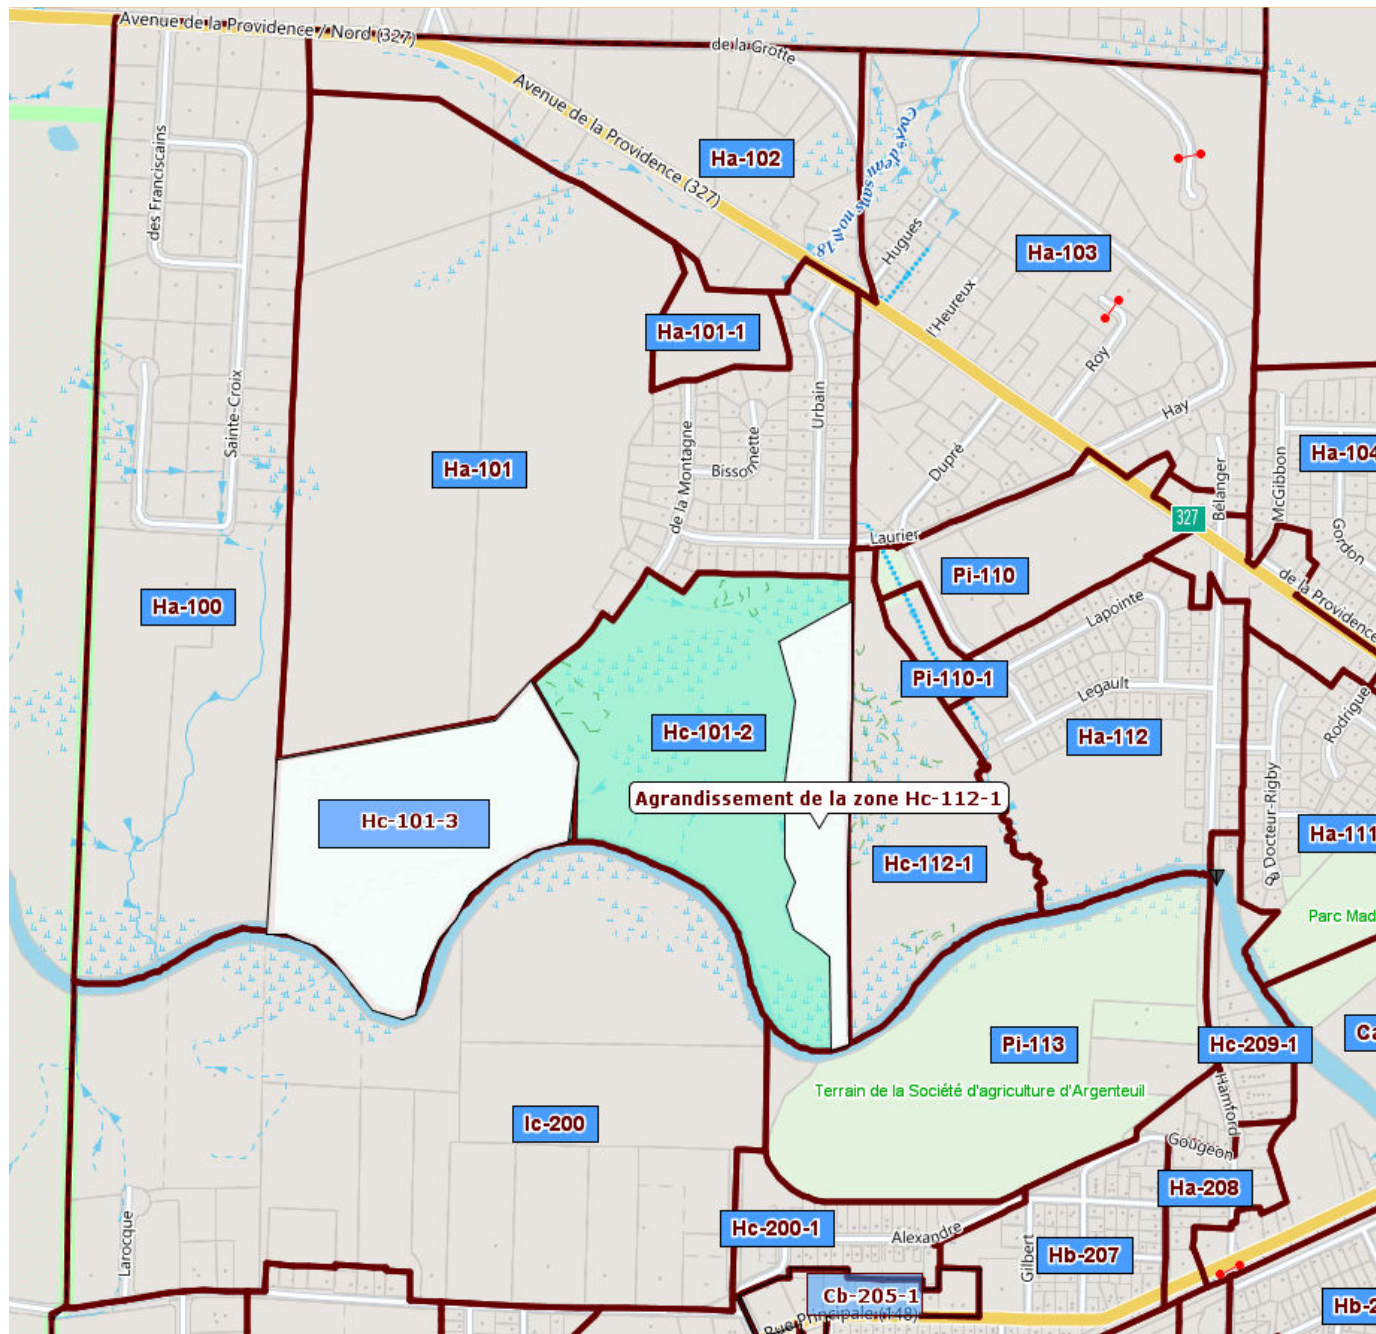 Avenue de la Providence / Nord (327)
de la Grotte
Avenue de la Providence (327)
Cours d'eau sans nom 18
des Franciscains
Ha-102
Hugues
Ha-103
l'Heureux
Ha-101-1
Roy
Urbain
Sainte-Croix
Hay
de la Montagne
Bissonnette
Dupré
Ha-101
McGibbon
Ha-104
Bélanger
327
Gordon
Laurier
Pi-110
de la Providence
Ha-100
Lapointe
Pi-110-1
Legault
Rodrigue
Hc-101-2
Ha-112
Agrandissement de la zone Hc-112-1
Hc-101-3
du Docteur-Rigby
Ha-111
Hc-112-1
Parc Mad
Pi-113
Hc-209-1
Ca
Terrain de la Société d'agriculture d'Argenteuil
Hamford
Ic-200
Gougeon
Ha-208
Larocque
Hc-200-1
Alexandre
Gilbert
Hb-207
Cb-205-1
Rue Principale (148)
Hb-2